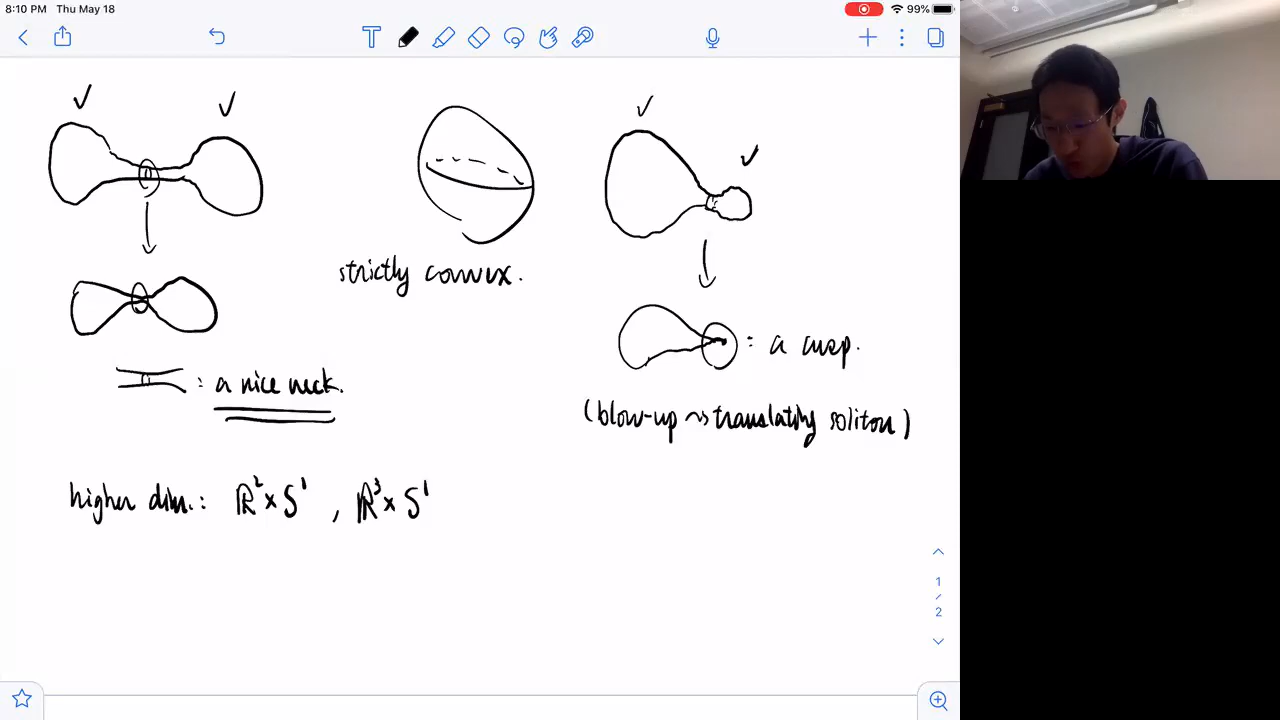 8:10 PM Thu May 18
99%
strictly convex.
: a nice neck.
: a cusp.
(blow-up ⇝ translating soliton)
higher dim.: ℝ² × S¹ , ℝ³ × S¹
1
/
2